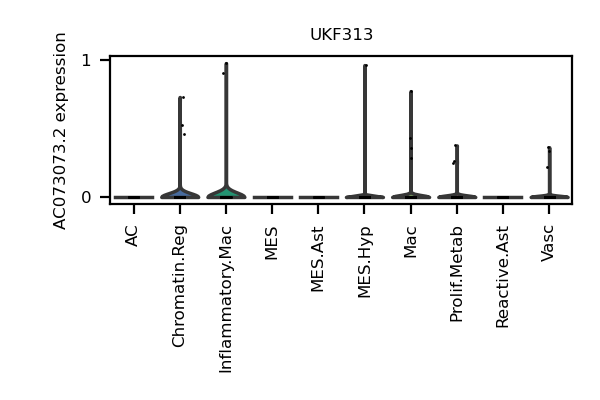 UKF313
AC073073.2 expression
1
0
AC
Chromatin.Reg
Inflammatory.Mac
MES
MES.Ast
MES.Hyp
Mac
Prolif.Metab
Reactive.Ast
Vasc